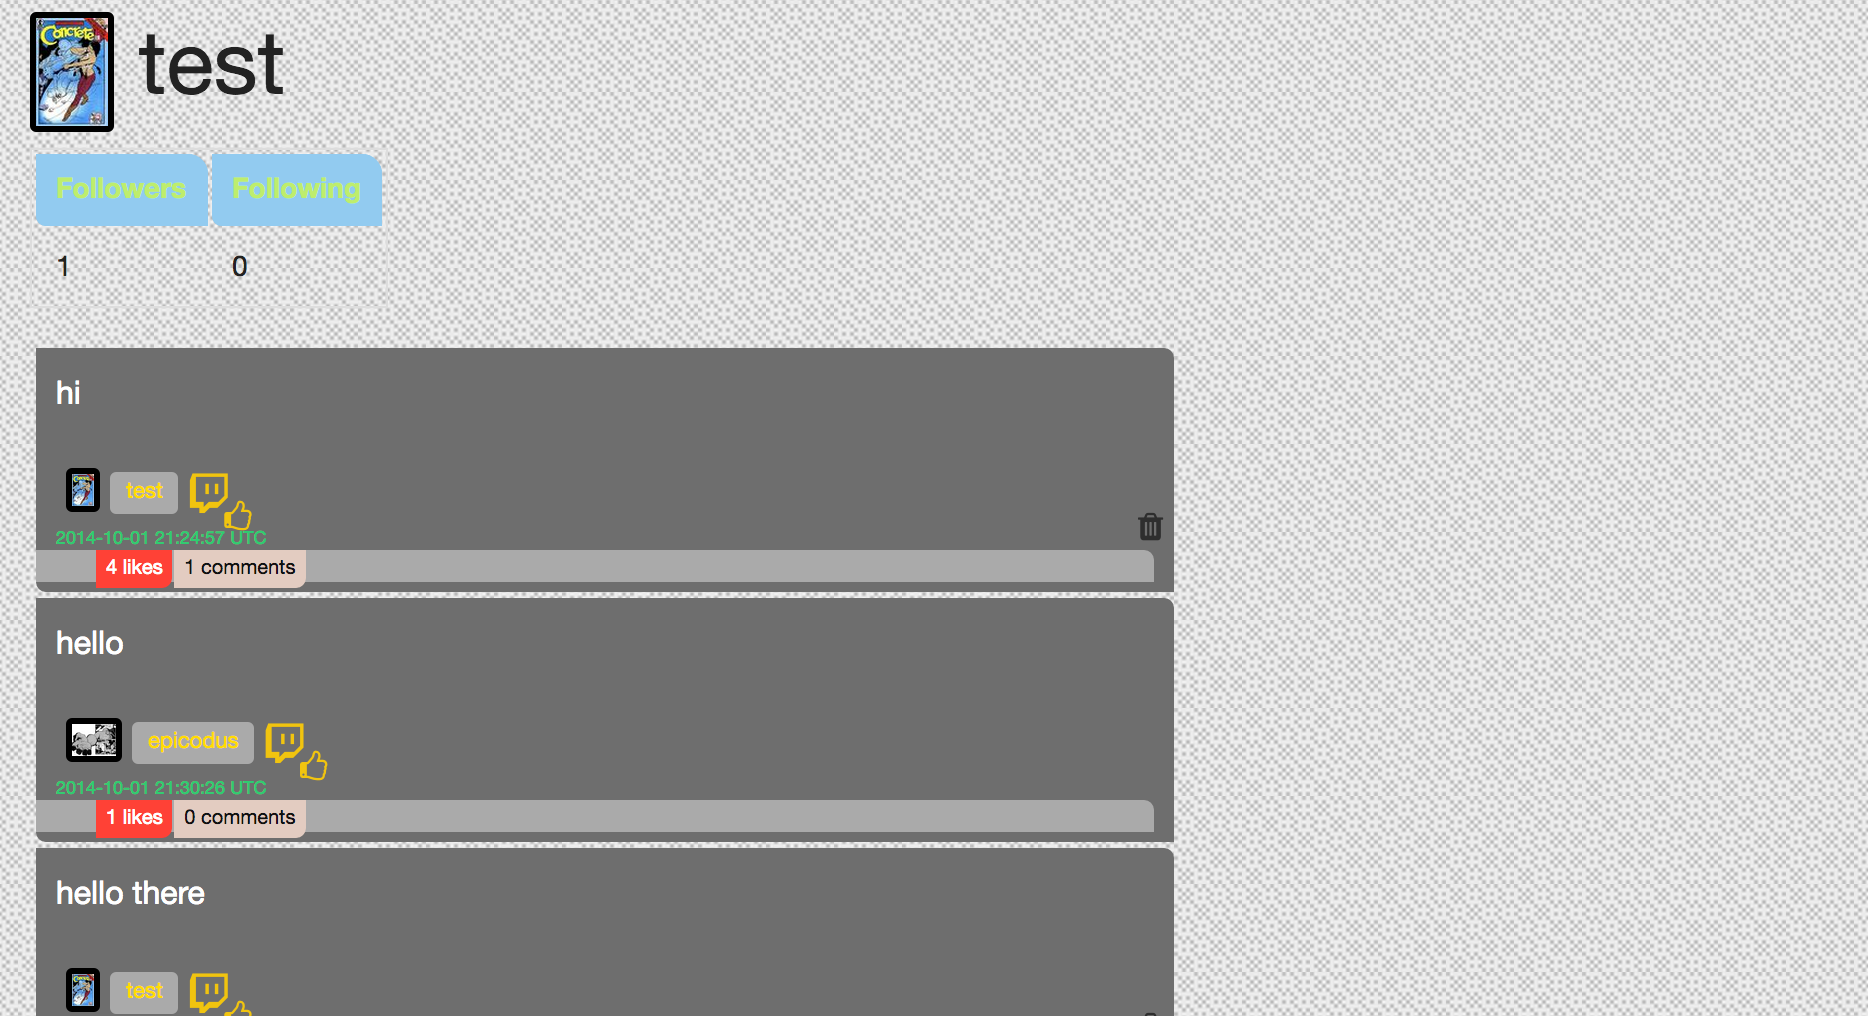 Concrete
test
Followers Following
1 0
hi
test
2014-10-01 21:24:57 UTC
4 likes 1 comments
hello
epicodus
2014-10-01 21:30:26 UTC
1 likes 0 comments
hello there
test